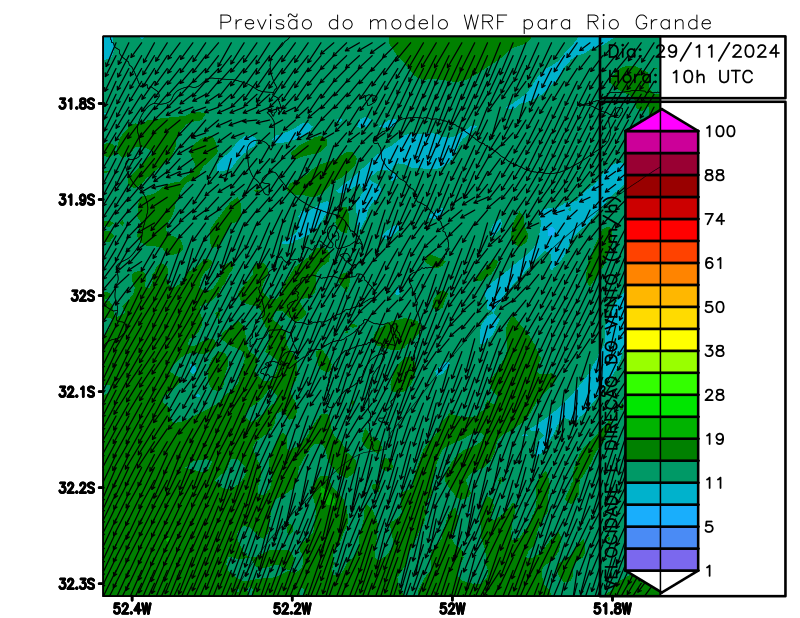 Previsão do modelo WRF para Rio Grande
Dia: 29/11/2024
Hora: 10h UTC
31.8S
31.9S
32S
32.1S
32.2S
32.3S
52.4W
52.2W
52W
51.8W
VELOCIDADE E DIREÇÃO DO VENTO (km/h)
100
88
74
61
50
38
28
19
11
5
1